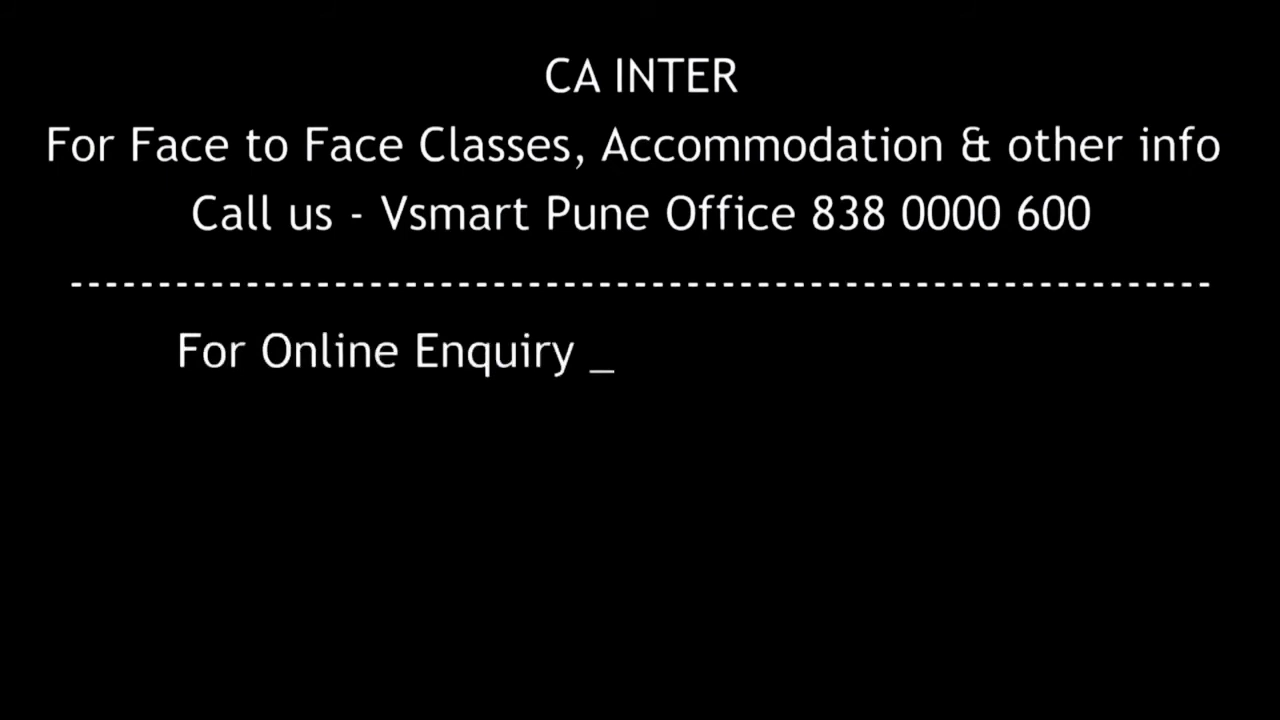 CA INTER
For Face to Face Classes, Accommodation & other info
Call us - Vsmart Pune Office 838 0000 600
-----------------------------------------------------------------
For Online Enquiry _